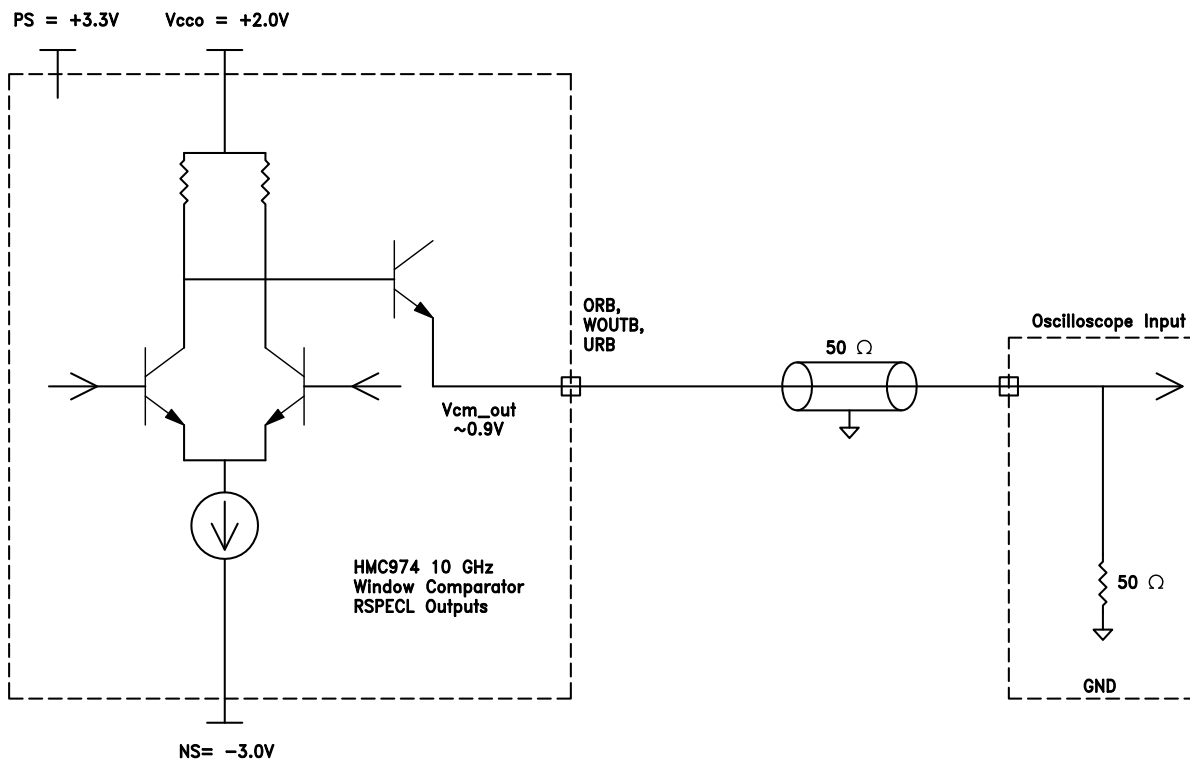 PS = +3.3V
Vcco = +2.0V
ORB,
WOUTB,
URB
Oscilloscope Input
50 Ω
Vcm_out
~0.9V
HMC974 10 GHz
Window Comparator
RSPECL Outputs
50 Ω
GND
NS= -3.0V